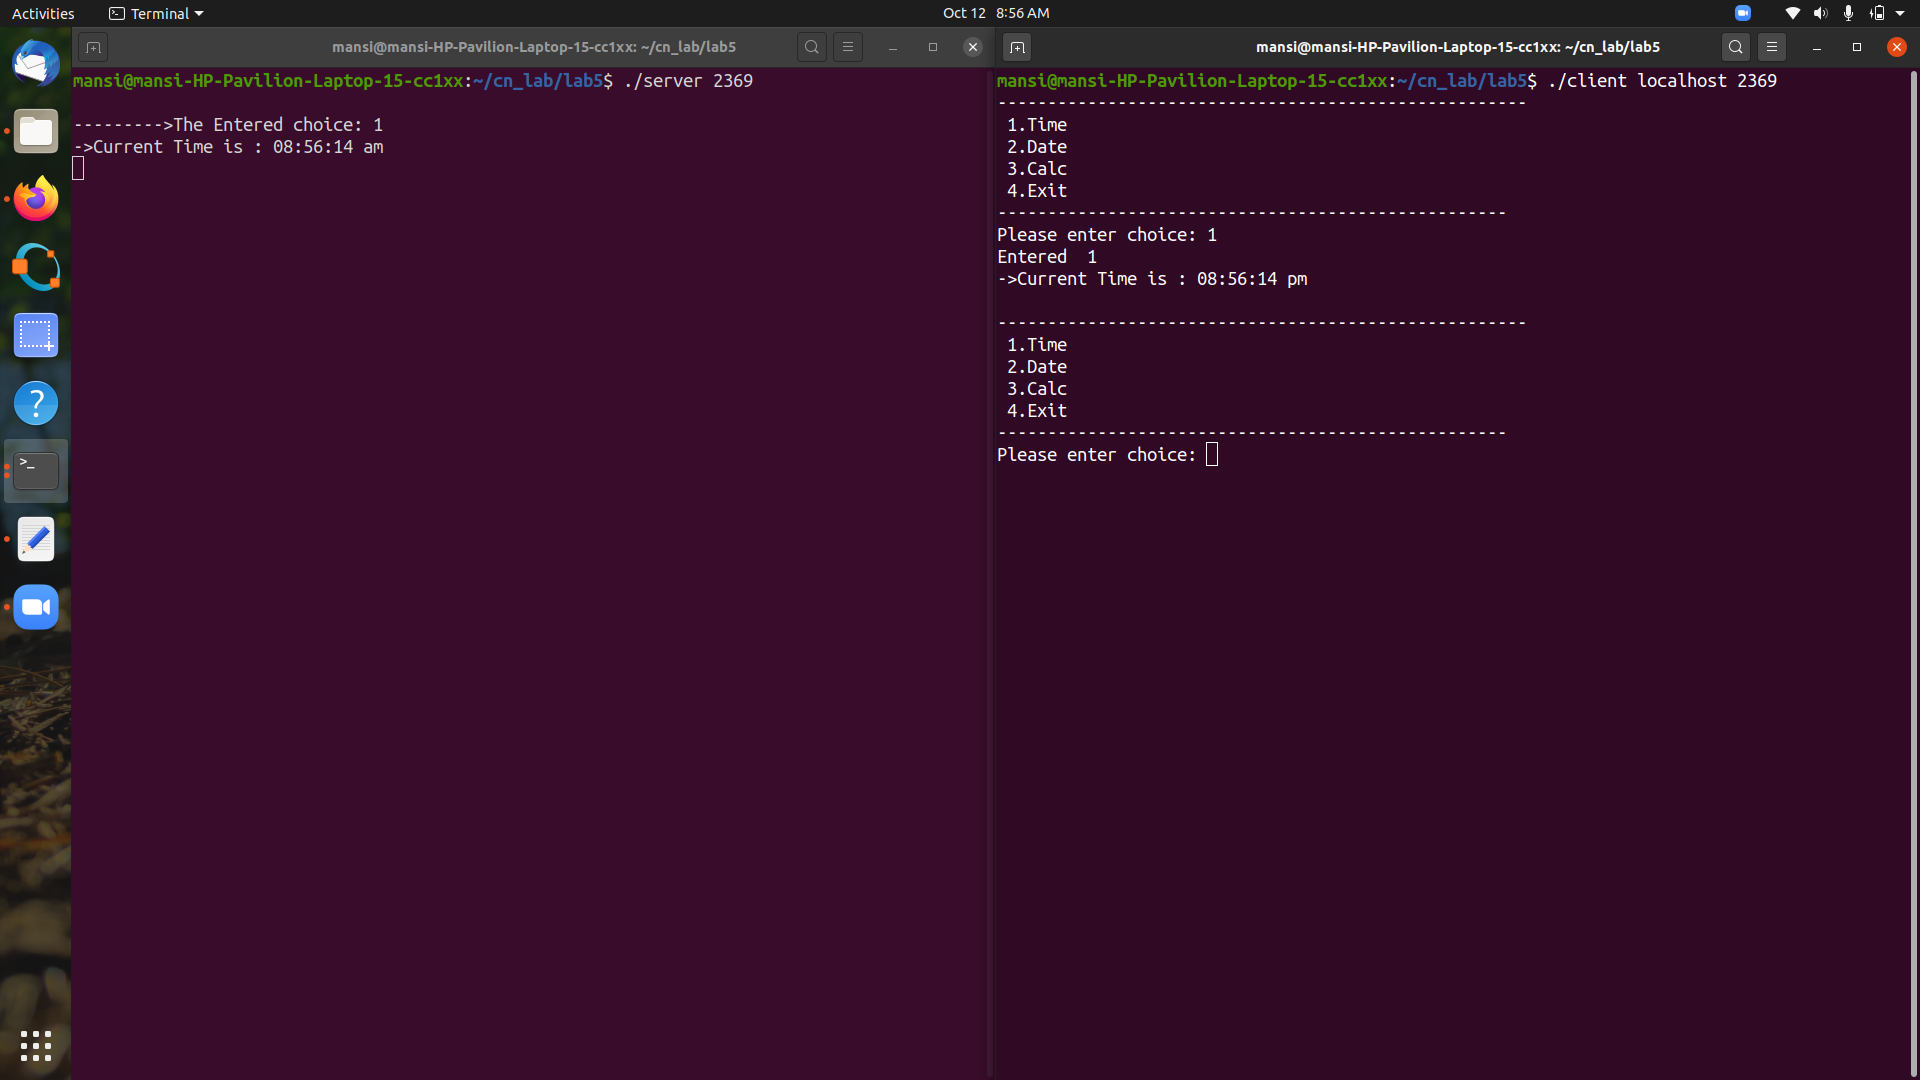 Activities
Terminal
Oct 12 8:56 AM
mansi@mansi-HP-Pavilion-Laptop-15-cc1xx: ~/cn_lab/lab5
mansi@mansi-HP-Pavilion-Laptop-15-cc1xx:~/cn_lab/lab5$ ./server 2369
--------->The Entered choice: 1
->Current Time is : 08:56:14 am
mansi@mansi-HP-Pavilion-Laptop-15-cc1xx: ~/cn_lab/lab5
mansi@mansi-HP-Pavilion-Laptop-15-cc1xx:~/cn_lab/lab5$ ./client localhost 2369
-----------------------------------------------------
1.Time
2.Date
3.Calc
4.Exit
---------------------------------------------------
Please enter choice: 1
Entered  1
->Current Time is : 08:56:14 pm
-----------------------------------------------------
1.Time
2.Date
3.Calc
4.Exit
---------------------------------------------------
Please enter choice: